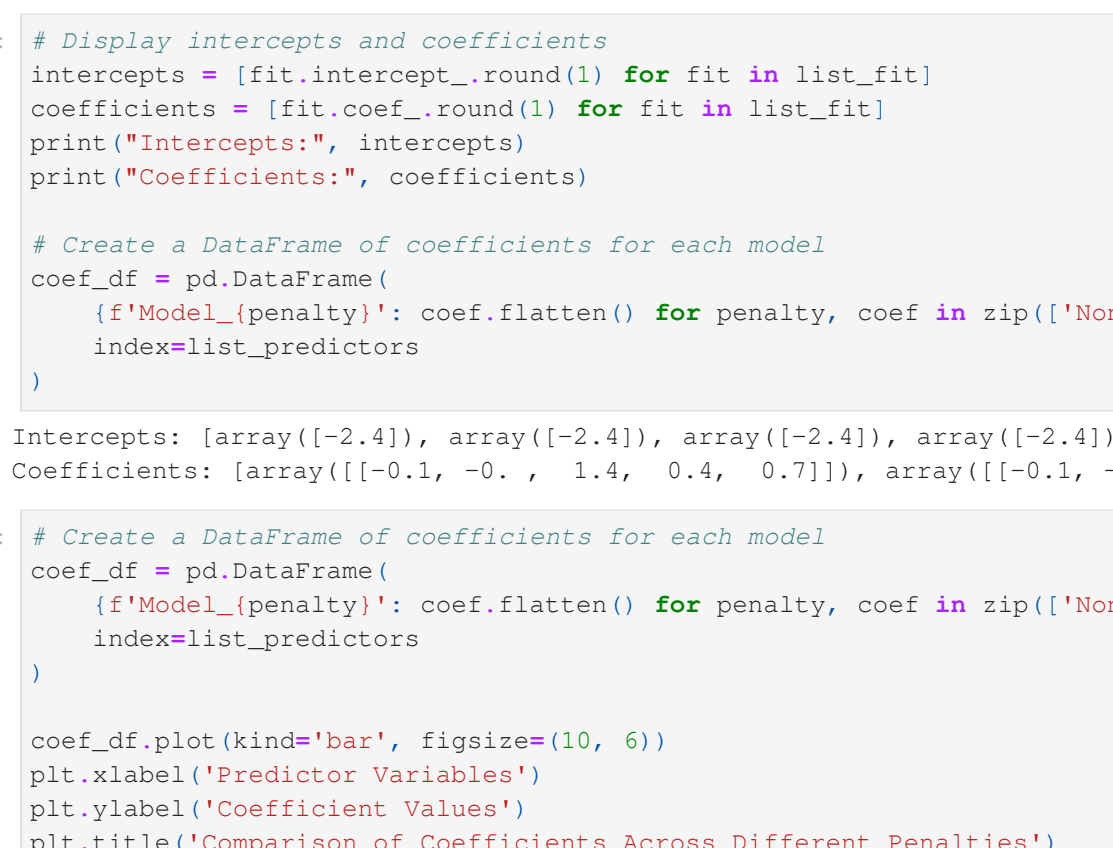 : # Display intercepts and coefficients
intercepts = [fit.intercept_.round(1) for fit in list_fit]
coefficients = [fit.coef_.round(1) for fit in list_fit]
print("Intercepts:", intercepts)
print("Coefficients:", coefficients)
# Create a DataFrame of coefficients for each model
coef_df = pd.DataFrame(
{f'Model_{penalty}': coef.flatten() for penalty, coef in zip(['Non
index=list_predictors
)
Intercepts: [array([-2.4]), array([-2.4]), array([-2.4]), array([-2.4])
Coefficients: [array([[-0.1, -0. , 1.4, 0.4, 0.7]]), array([[-0.1, -
: # Create a DataFrame of coefficients for each model
coef_df = pd.DataFrame(
{f'Model_{penalty}': coef.flatten() for penalty, coef in zip(['Non
index=list_predictors
)
coef_df.plot(kind='bar', figsize=(10, 6))
plt.xlabel('Predictor Variables')
plt.ylabel('Coefficient Values')
plt.title('Comparison of Coefficients Across Different Penalties')